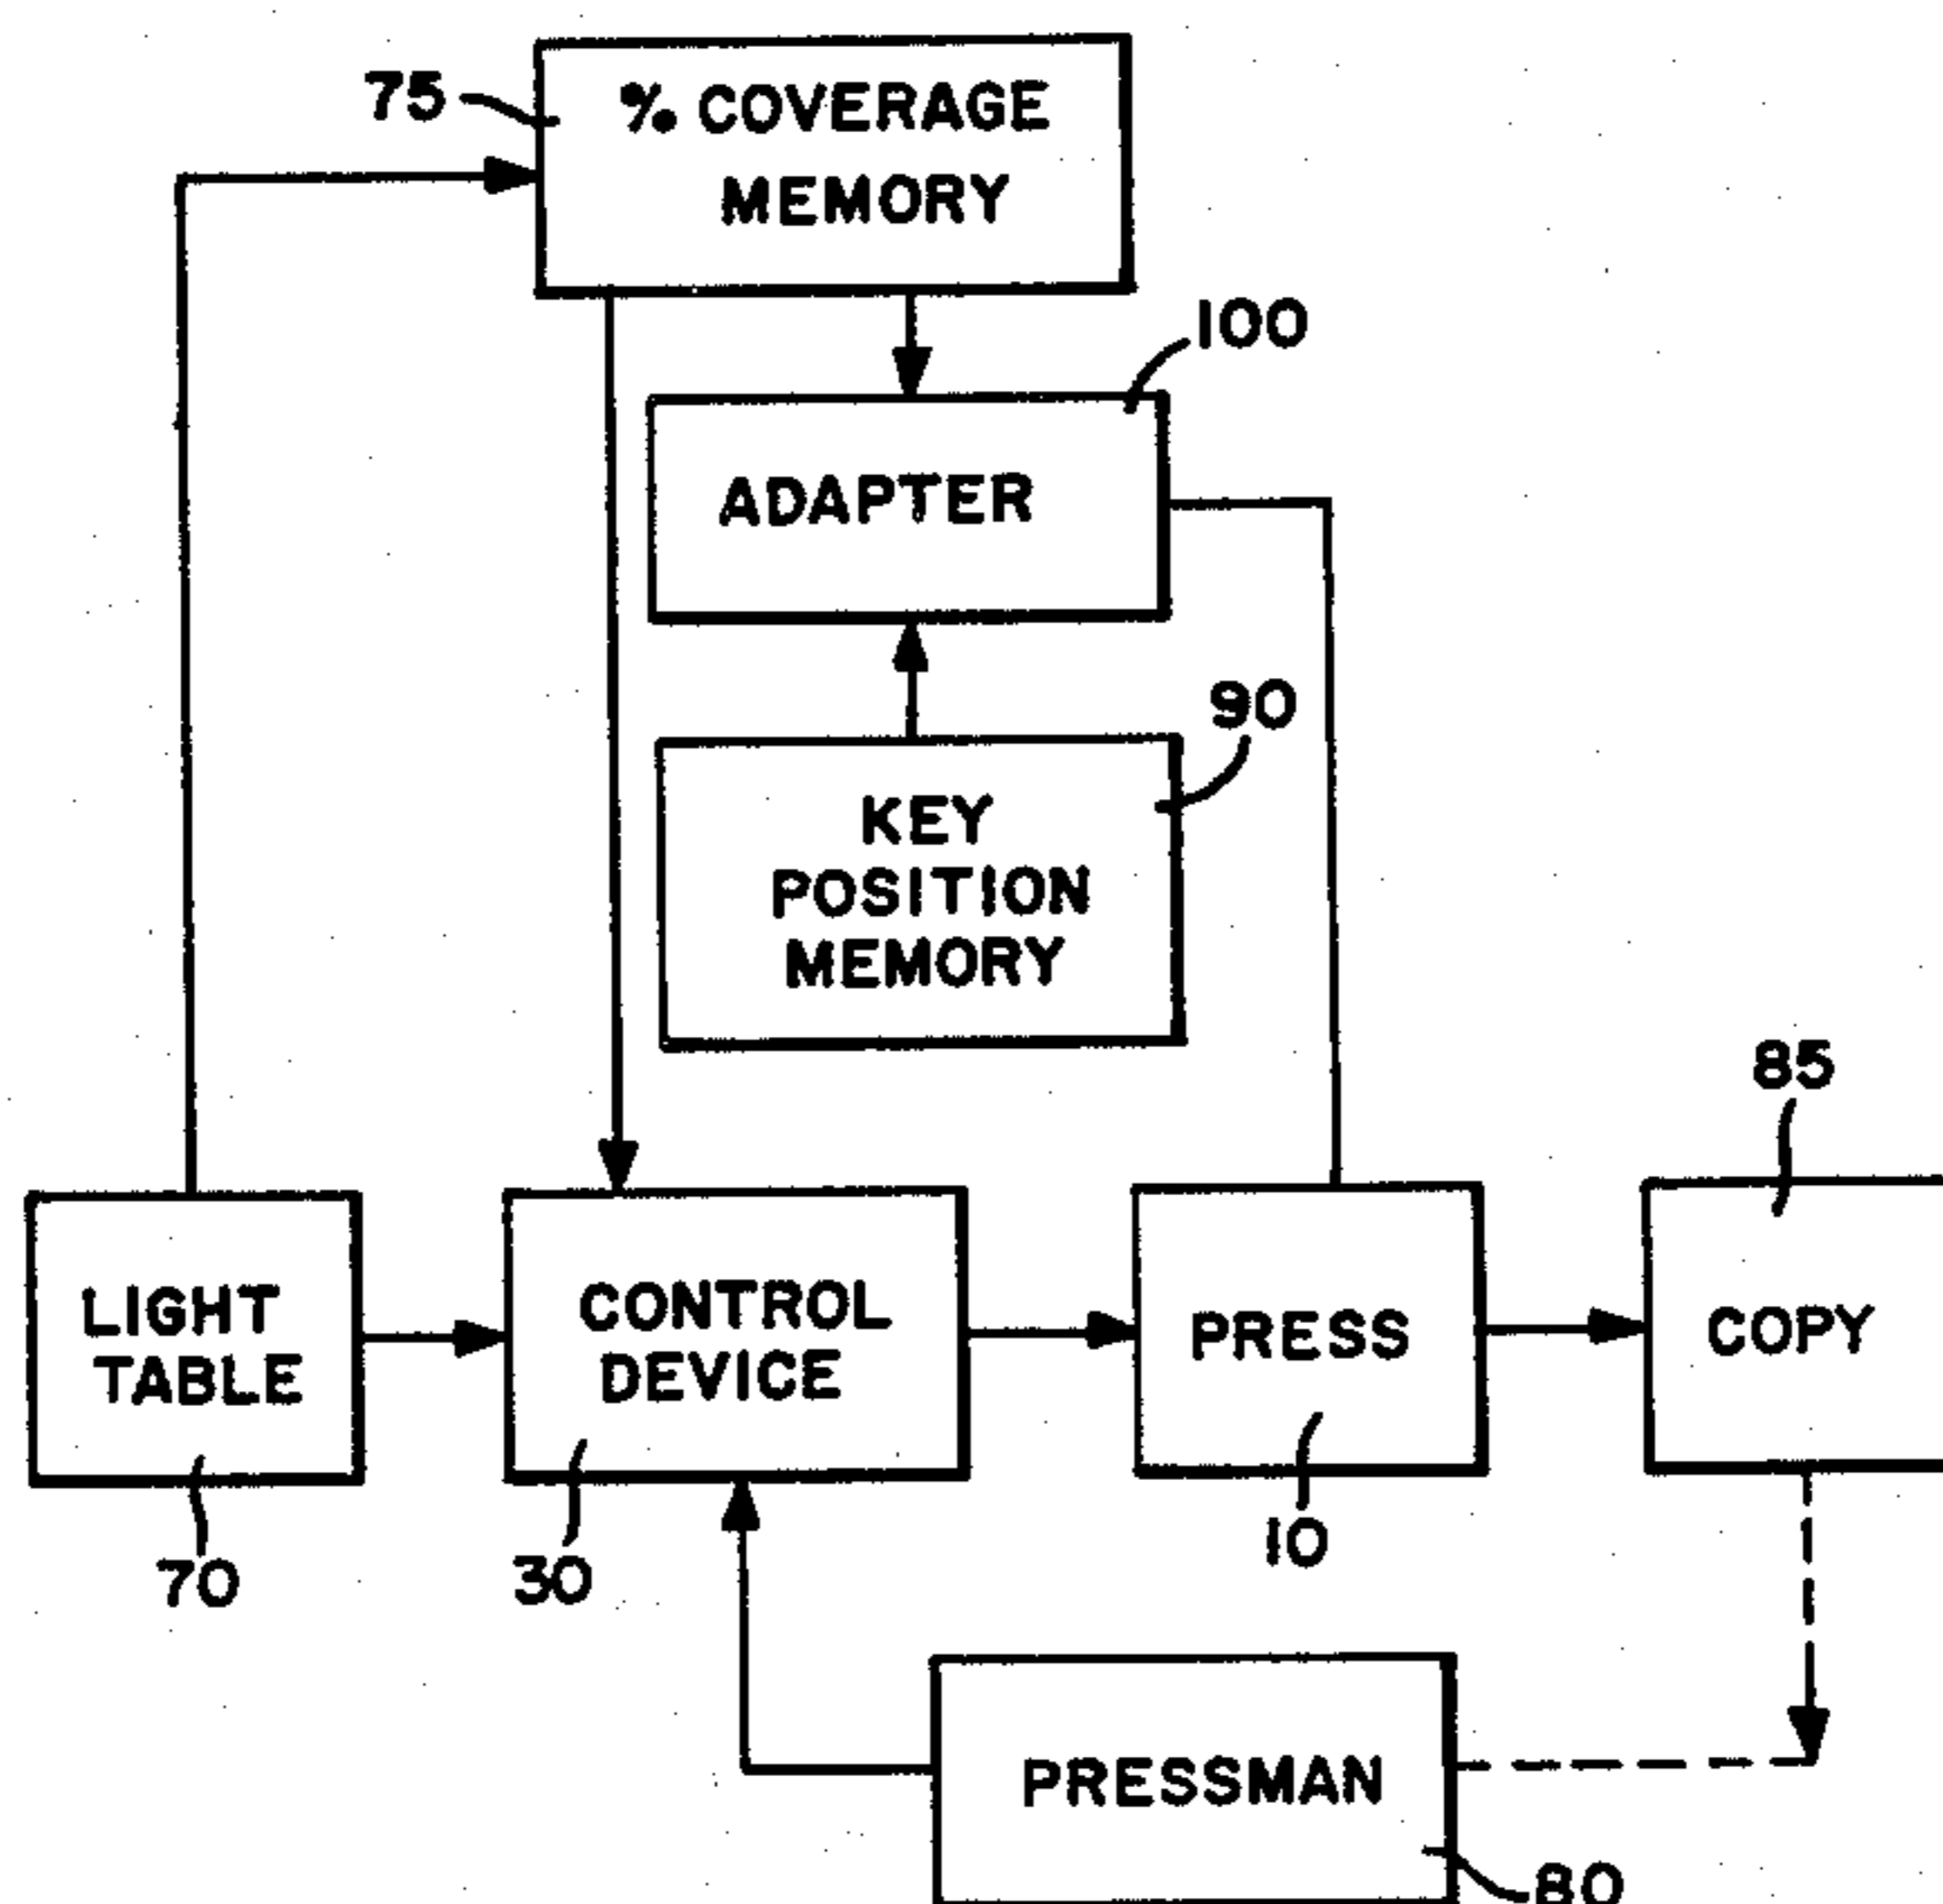 75
% COVERAGE
MEMORY
100
ADAPTER
90
KEY
POSITION
MEMORY
85
LIGHT
TABLE
CONTROL
DEVICE
PRESS
COPY
70
30
10
PRESSMAN
80